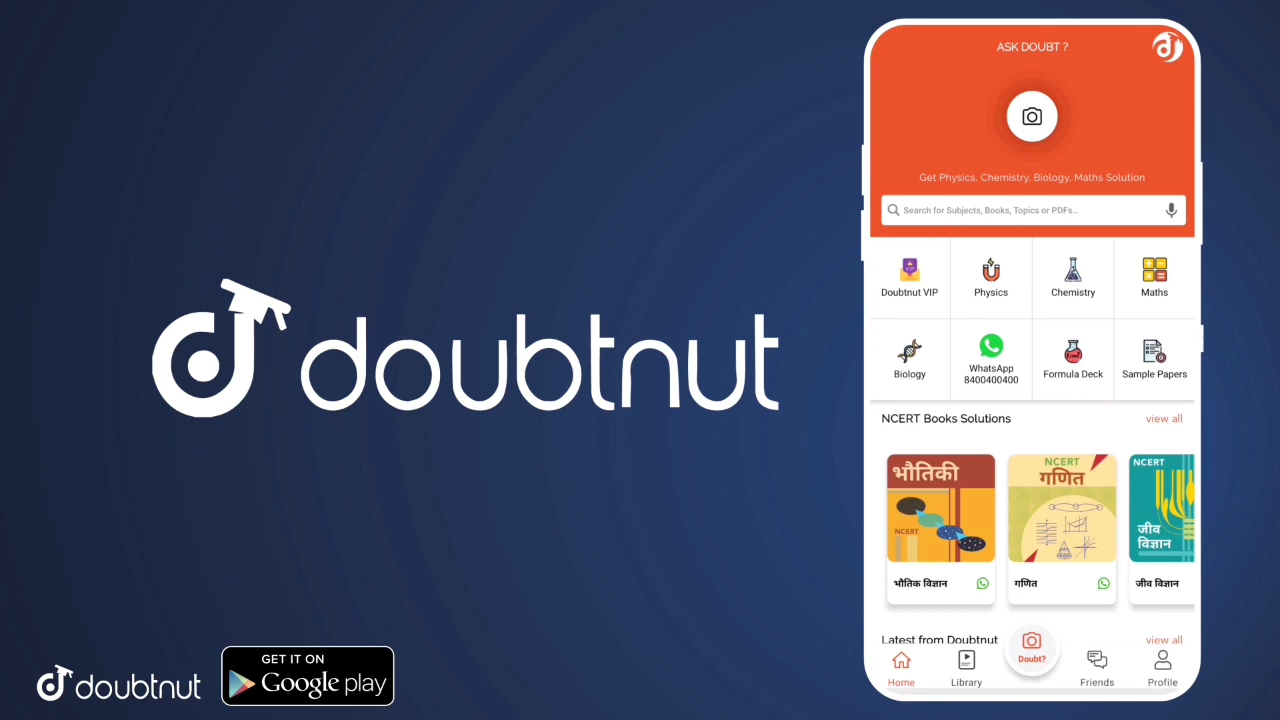 doubtnut
ASK DOUBT ?
Get Physics, Chemistry, Biology, Maths Solution
Search for Subjects, Books, Topics or PDFs...
Doubtnut VIP
Physics
Chemistry
Maths
Biology
WhatsApp
8400400400
Formula Deck
Sample Papers
NCERT Books Solutions
view all
भौतिकी
NCERT
NCERT
गणित
NCERT
जीव
विज्ञान
भौतिक विज्ञान
गणित
जीव विज्ञान
Latest from Doubtnut
view all
Doubt?
Home
Library
Friends
Profile
doubtnut
GET IT ON
Google play